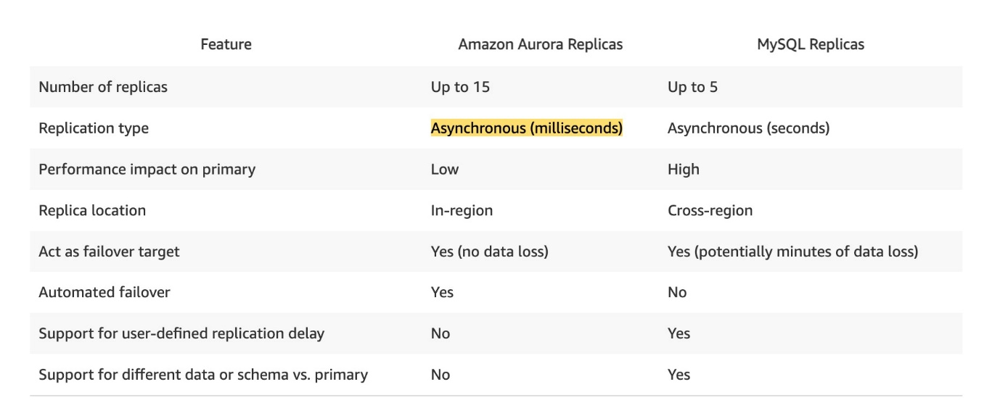 Feature Amazon Aurora Replicas MySQL Replicas
Number of replicas Up to 15 Up to 5
Replication type Asynchronous (milliseconds) Asynchronous (seconds)
Performance impact on primary Low High
Replica location In-region Cross-region
Act as failover target Yes (no data loss) Yes (potentially minutes of data loss)
Automated failover Yes No
Support for user-defined replication delay No Yes
Support for different data or schema vs. primary No Yes